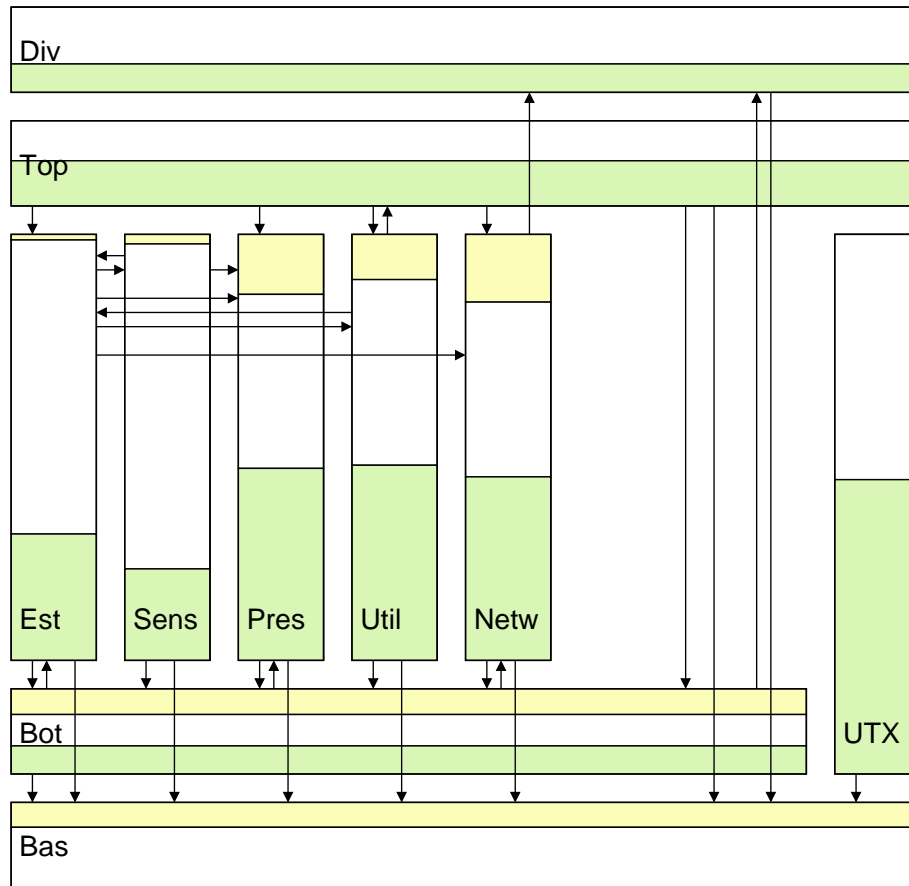 Div
Top
Est
Sens
Pres
Util
Netw
Bot
UTX
Bas